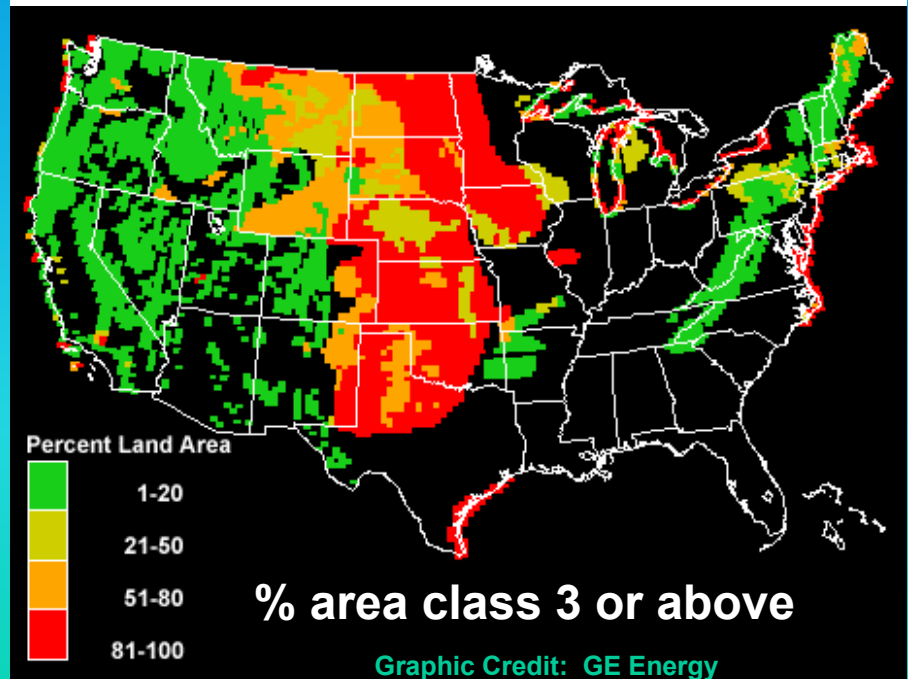 Percent Land Area
1-20
21-50
51-80
81-100
% area class 3 or above
Graphic Credit: GE Energy